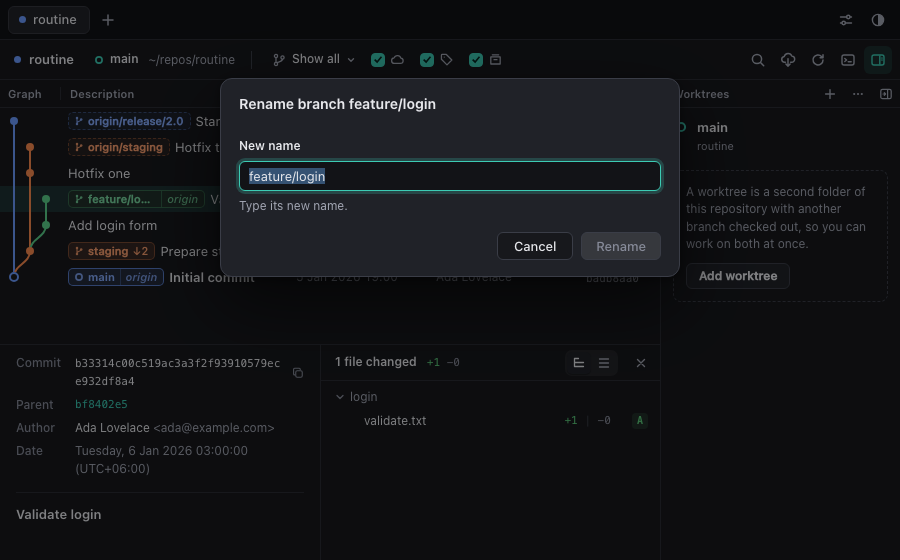 routine
routine
main
~/repos/routine
Show all
Graph
Description
Worktrees
origin/release/2.0
origin/staging
Hotfix
Hotfix one
feature/lo...
origin
Add login form
staging ↓2
Prepare
main
origin
Initial commit
Ada Lovelace
Rename branch feature/login
New name
feature/login
Type its new name.
Cancel
Rename
main
routine
A worktree is a second folder of
this repository with another
branch checked out, so you can
work on both at once.
Add worktree
Commit
b33314c00c519ac3a3f2f93910579ec
e932df8a4
Parent
bf8402e5
Author
Ada Lovelace <ada@example.com>
Date
Tuesday, 6 Jan 2026 03:00:00
(UTC+06:00)
Validate login
1 file changed
+1 −0
login
validate.txt
+1
−0
A